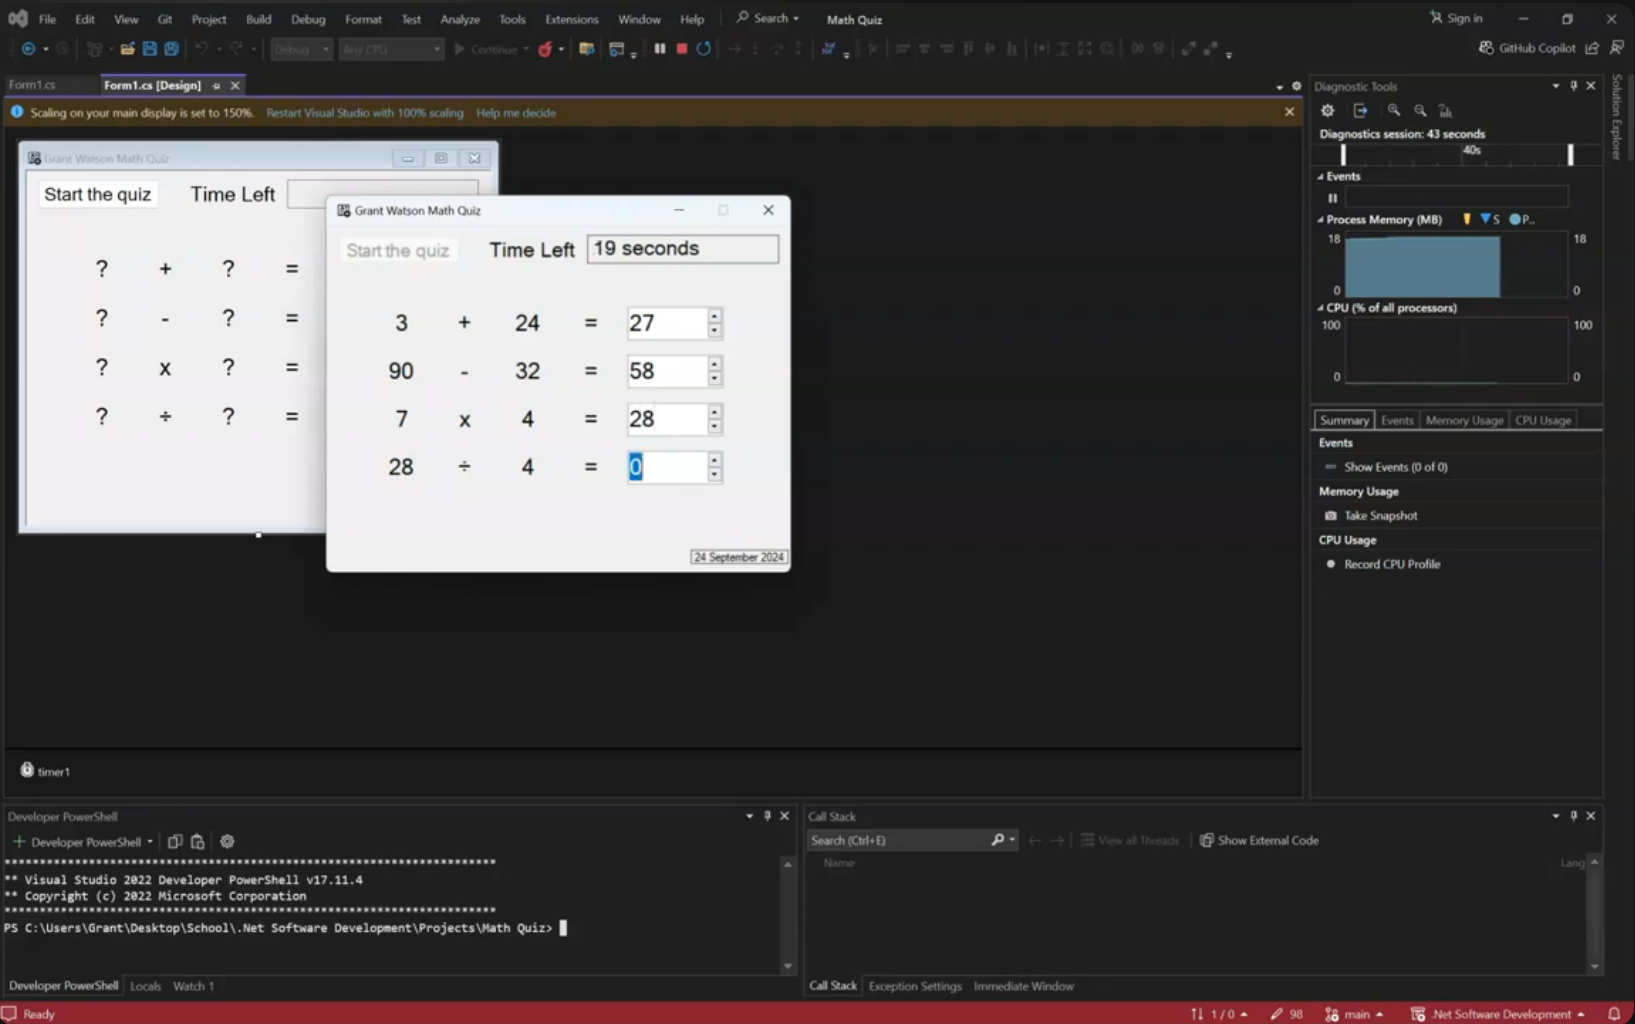 File Edit View Git Project Build Debug Format Test Analyze Tools Extensions Window Help Search Math Quiz Sign in
Debug Any CPU Continue GitHub Copilot
Form1.cs Form1.cs [Design]
Scaling on your main display is set to 150%. Restart Visual Studio with 100% scaling Help me decide
Grant Watson Math Quiz
Start the quiz Time Left
? + ? =
? - ? =
? x ? =
? ÷ ? =
Grant Watson Math Quiz
Start the quiz Time Left 19 seconds
3 + 24 = 27
90 - 32 = 58
7 x 4 = 28
28 ÷ 4 = 0
24 September 2024
timer1
Diagnostic Tools
Diagnostics session: 43 seconds
40s
Events
Process Memory (MB) S P...
18 18
0 0
CPU (% of all processors)
100 100
0 0
Summary Events Memory Usage CPU Usage
Events
Show Events (0 of 0)
Memory Usage
Take Snapshot
CPU Usage
Record CPU Profile
Solution Explorer
Developer PowerShell
+ Developer PowerShell
**********************************************************************
** Visual Studio 2022 Developer PowerShell v17.11.4
** Copyright (c) 2022 Microsoft Corporation
**********************************************************************
PS C:\Users\Grant\Desktop\School\.Net Software Development\Projects\Math Quiz>
Developer PowerShell Locals Watch 1
Call Stack
Search (Ctrl+E) View all Threads Show External Code
Name Lang
Call Stack Exception Settings Immediate Window
Ready 1 / 0 98 main .Net Software Development